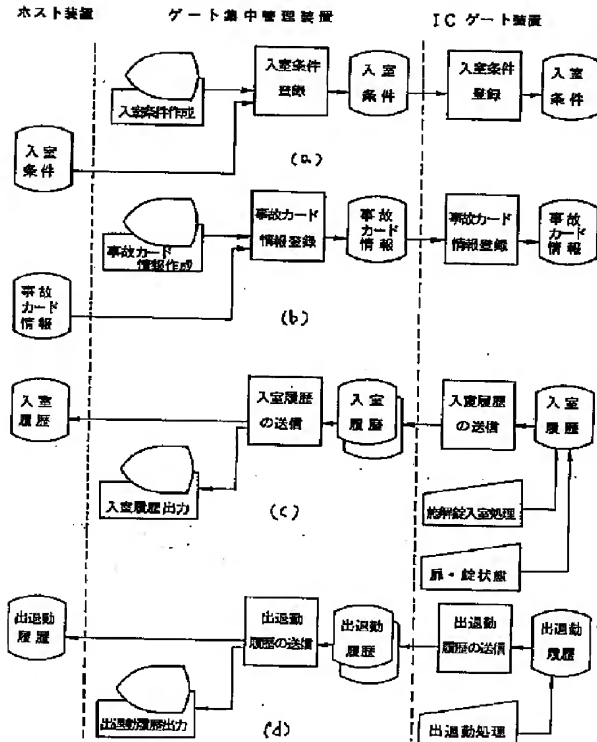 ホスト装置
ゲート集中管理装置
ICゲート装置
入室条件作成
入室条件
登録
入室
条件
入室条件
登録
入室
条件
入室
条件
(a)
事故カード
情報作成
事故カード
情報登録
事故
カード
情報
事故カード
情報登録
事故
カード
情報
事故
カード
情報
(b)
入室
履歴
入室履歴
の送信
入室
履歴
入室履歴
の送信
入室
履歴
入室履歴出力
(c)
解錠入室処理
扉・錠状態
出退勤
履歴
出退勤
履歴の送信
出退勤
履歴
出退勤
履歴の送信
出退勤
履歴
出退勤履歴出力
(d)
出退勤処理